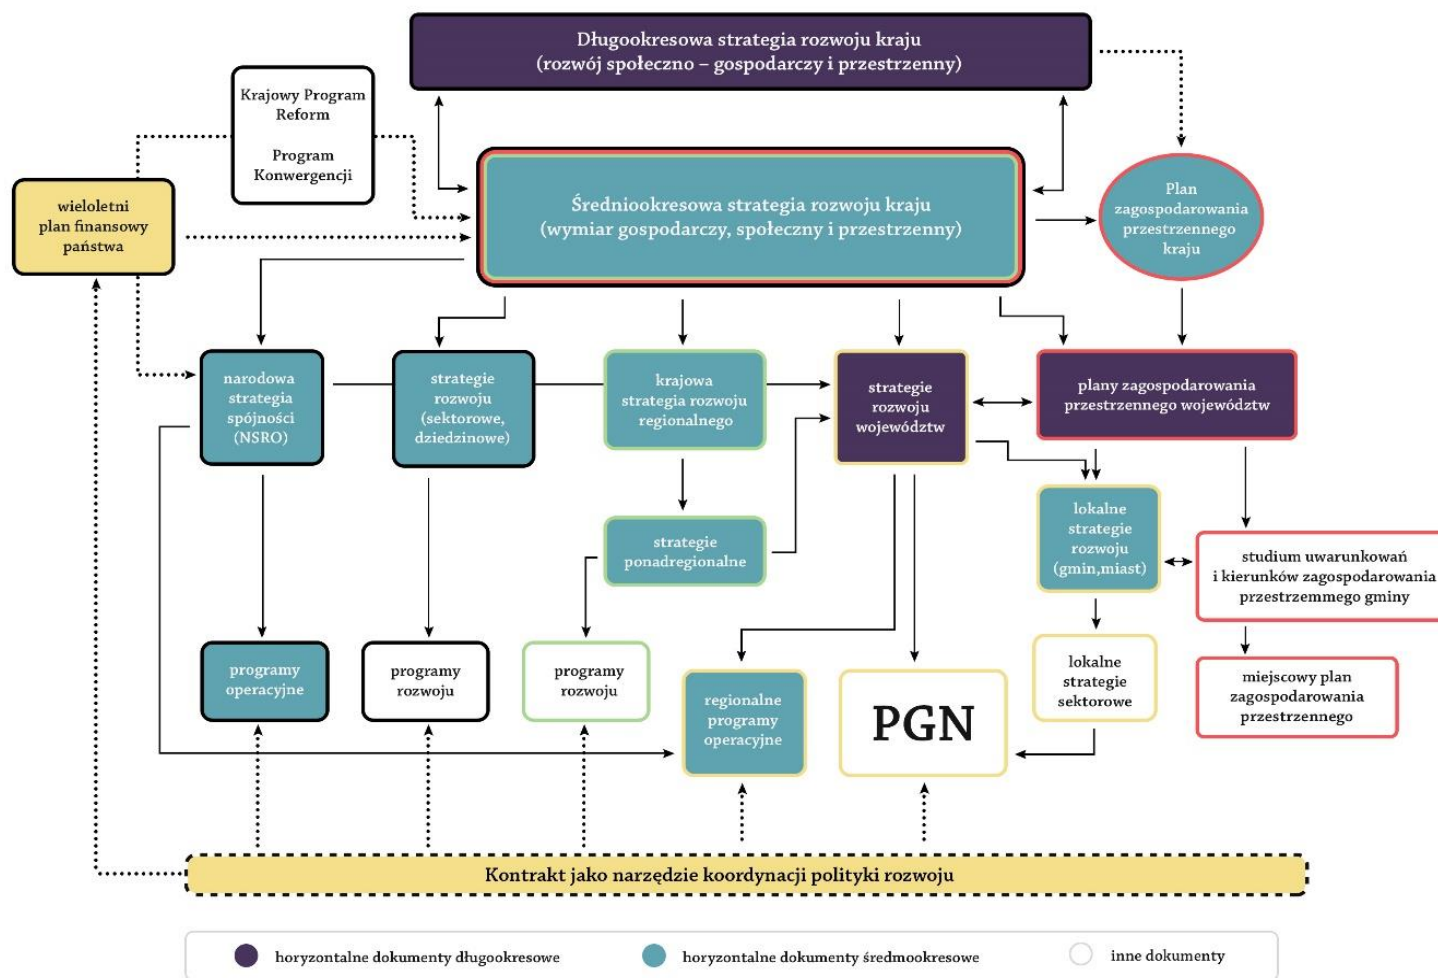 Długookresowa strategia rozwoju kraju
(rozwój społeczno – gospodarczy i przestrzenny)
Krajowy Program
Reform
Program
Konwergencji
wieloletni
plan finansowy
państwa
Średniookresowa strategia rozwoju kraju
(wymiar gospodarczy, społeczny i przestrzenny)
Plan
zagospodarowania
przestrzennego
kraju
narodowa
strategia
spójności
(NSRO)
strategie
rozwoju
(sektorowe,
dziedzinowe)
krajowa
strategia rozwoju
regionalnego
strategie
rozwoju
województw
plany zagospodarowania
przestrzennego województw
strategie
ponadregionalne
lokalne
strategie
rozwoju
(gmin,miast)
studium uwarunkowań
i kierunków zagospodarowania
przestrzemmego gminy
programy
operacyjne
programy
rozwoju
programy
rozwoju
regionalne
programy
operacyjne
PGN
lokalne
strategie
sektorowe
miejscowy plan
zagospodarowania
przestrzennego
Kontrakt jako narzędzie koordynacji polityki rozwoju
horyzontalne dokumenty długookresowe
horyzontalne dokumenty średmookresowe
inne dokumenty